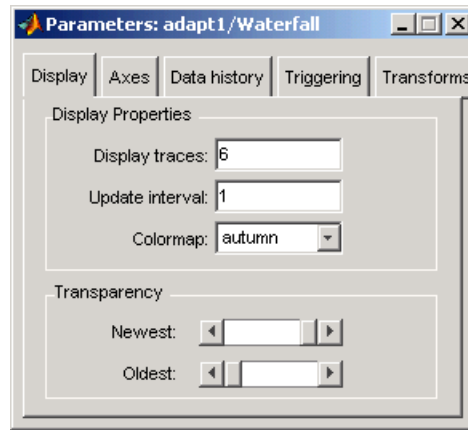 Parameters: adapt1/Waterfall
Display Axes Data history Triggering Transforms
Display Properties
Display traces: 6
Update interval: 1
Colormap: autumn
Transparency
Newest:
Oldest: